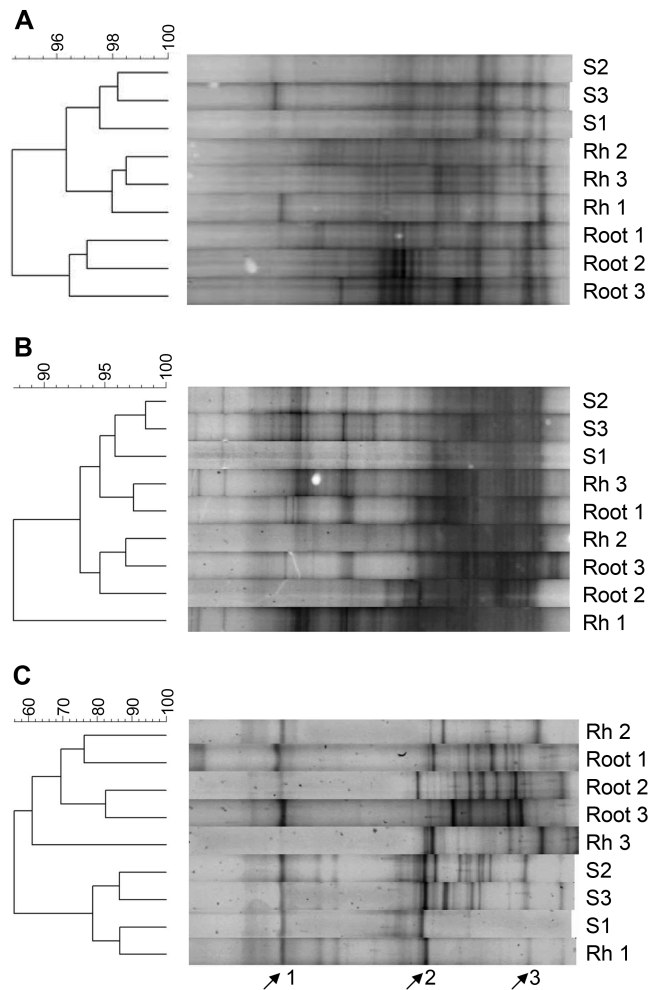 A
96 98 100
S2
S3
S1
Rh 2
Rh 3
Rh 1
Root 1
Root 2
Root 3
B
90 95 100
S2
S3
S1
Rh 3
Root 1
Rh 2
Root 3
Root 2
Rh 1
C
60 70 80 90 100
Rh 2
Root 1
Root 2
Root 3
Rh 3
S2
S3
S1
Rh 1
1 2 3